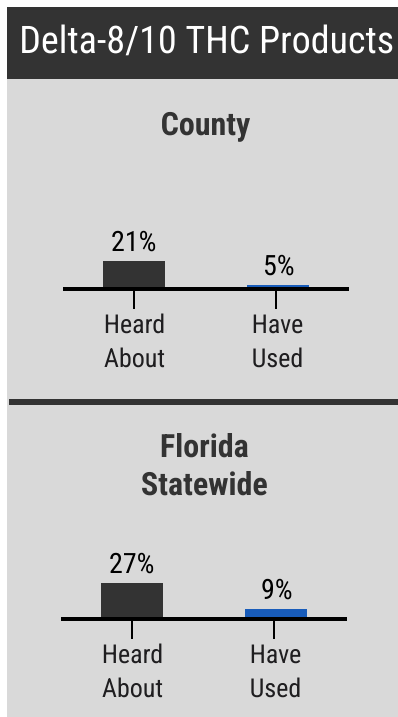 Delta-8/10 THC Products
County
21%
5%
Heard
About
Have
Used
Florida
Statewide
27%
9%
Heard
About
Have
Used